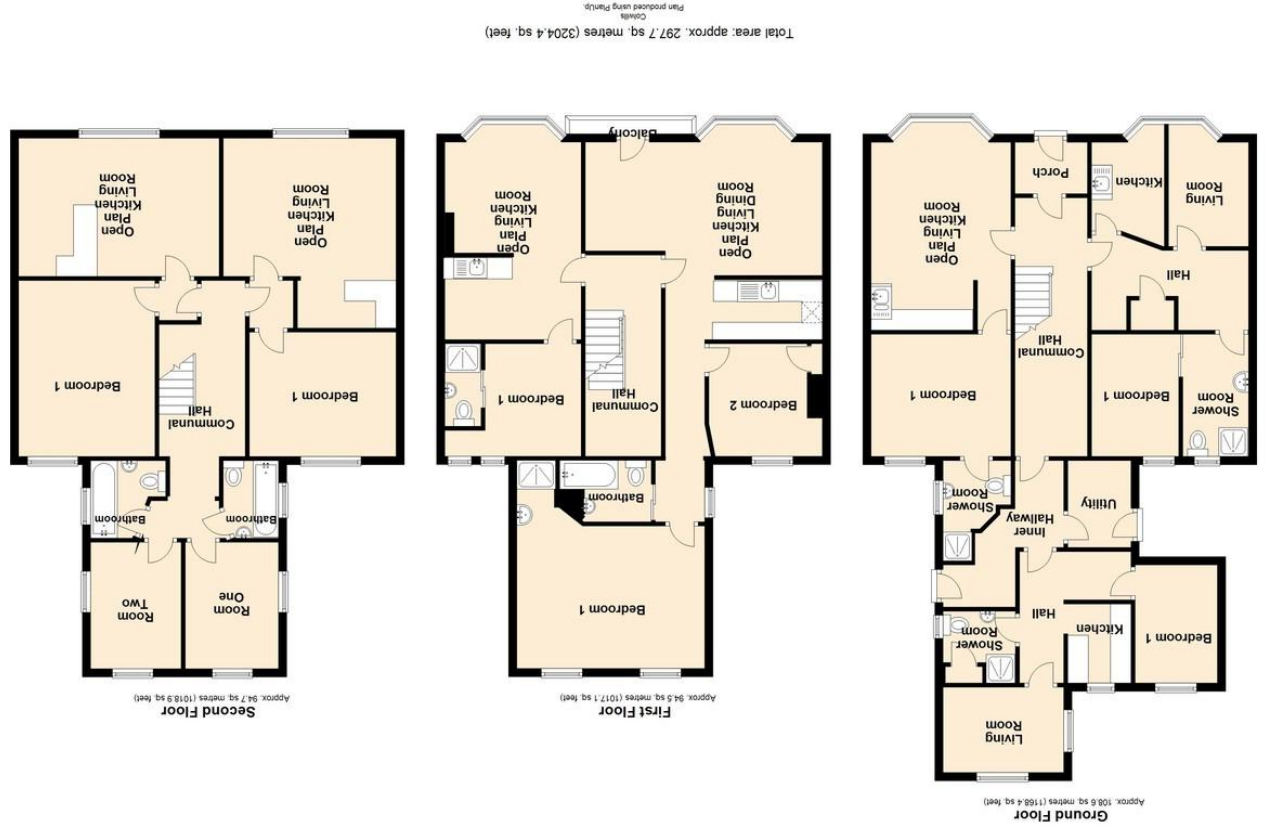 Ground Floor
Approx. 108.6 sq. metres (1168.4 sq. feet)
Living
Room
Bedroom 1
Kitchen
Hall
Shower
Room
Utility
Inner
Hallway
Shower
Room
Shower
Room
Bedroom 1
Communal
Hall
Bedroom 1
Hall
Open
Plan
Living
Kitchen
Room
Living
Room
Kitchen
Porch
First Floor
Approx. 94.5 sq. metres (1017.1 sq. feet)
Bedroom 1
Bathroom
Bedroom 2
Communal
Hall
Bedroom 1
Open
Plan
Kitchen
Living
Dining
Room
Open
Plan
Living
Kitchen
Room
Balcony
Second Floor
Approx. 94.7 sq. metres (1018.9 sq. feet)
Room
One
Room
Two
Bathroom
Bathroom
Bedroom 1
Communal
Hall
Bedroom 1
Open
Plan
Kitchen
Living
Room
Open
Plan
Kitchen
Living
Room
Total area: approx. 297.7 sq. metres (3204.4 sq. feet)
Colwills
Plan produced using PlanUp.